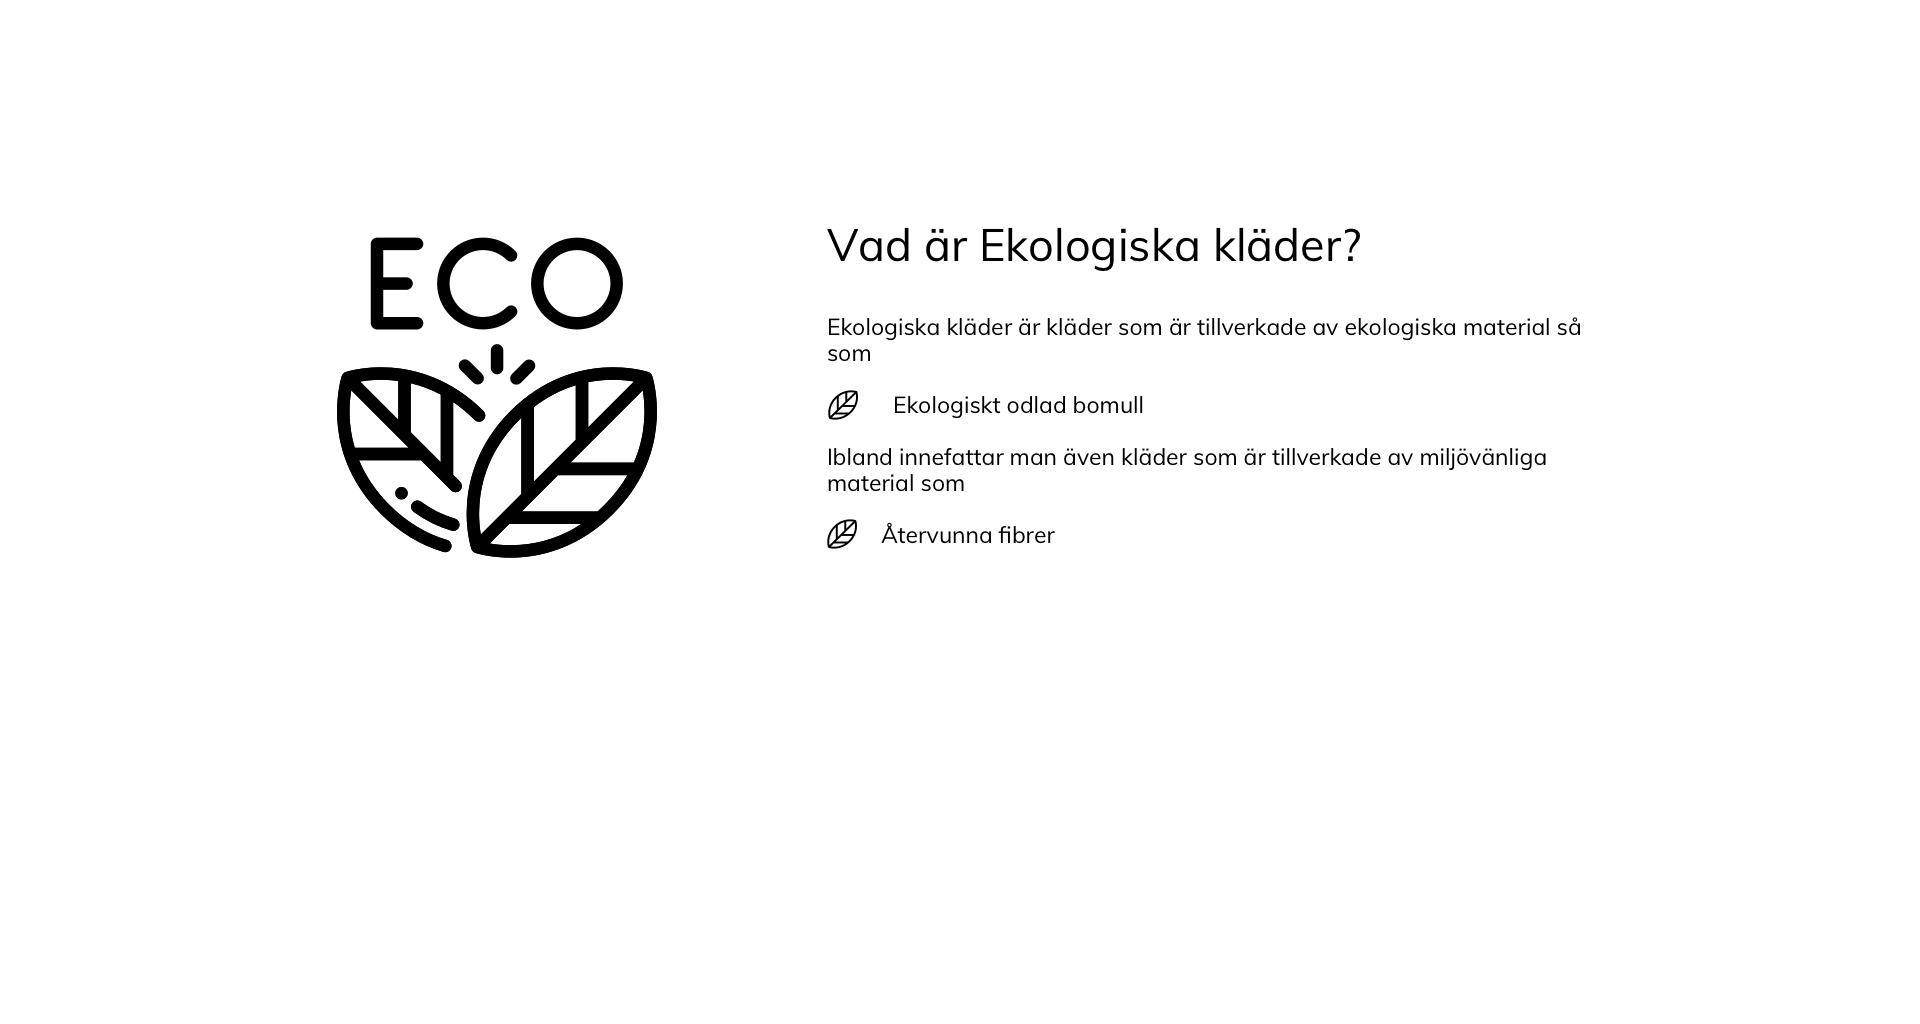 ECO
Vad är Ekologiska kläder?
Ekologiska kläder är kläder som är tillverkade av ekologiska material så
som
Ekologiskt odlad bomull
Ibland innefattar man även kläder som är tillverkade av miljövänliga
material som
Återvunna fibrer